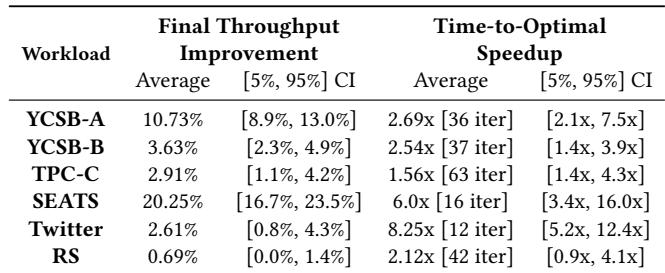 Final Throughput Time-to-Optimal
Workload Improvement Speedup
Average [5%, 95%] CI Average [5%, 95%] CI
YCSB-A 10.73% [8.9%, 13.0%] 2.69x [36 iter] [2.1x, 7.5x]
YCSB-B 3.63% [2.3%, 4.9%] 2.54x [37 iter] [1.4x, 3.9x]
TPC-C 2.91% [1.1%, 4.2%] 1.56x [63 iter] [1.4x, 4.3x]
SEATS 20.25% [16.7%, 23.5%] 6.0x [16 iter] [3.4x, 16.0x]
Twitter 2.61% [0.8%, 4.3%] 8.25x [12 iter] [5.2x, 12.4x]
RS 0.69% [0.0%, 1.4%] 2.12x [42 iter] [0.9x, 4.1x]